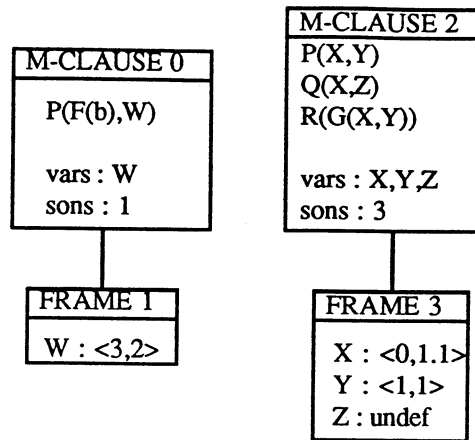 M-CLAUSE 0
P(F(b),W)
vars : W
sons : 1
FRAME 1
W : <3,2>
M-CLAUSE 2
P(X,Y)
Q(X,Z)
R(G(X,Y))
vars : X,Y,Z
sons : 3
FRAME 3
X : <0,1.1>
Y : <1,1>
Z : undef